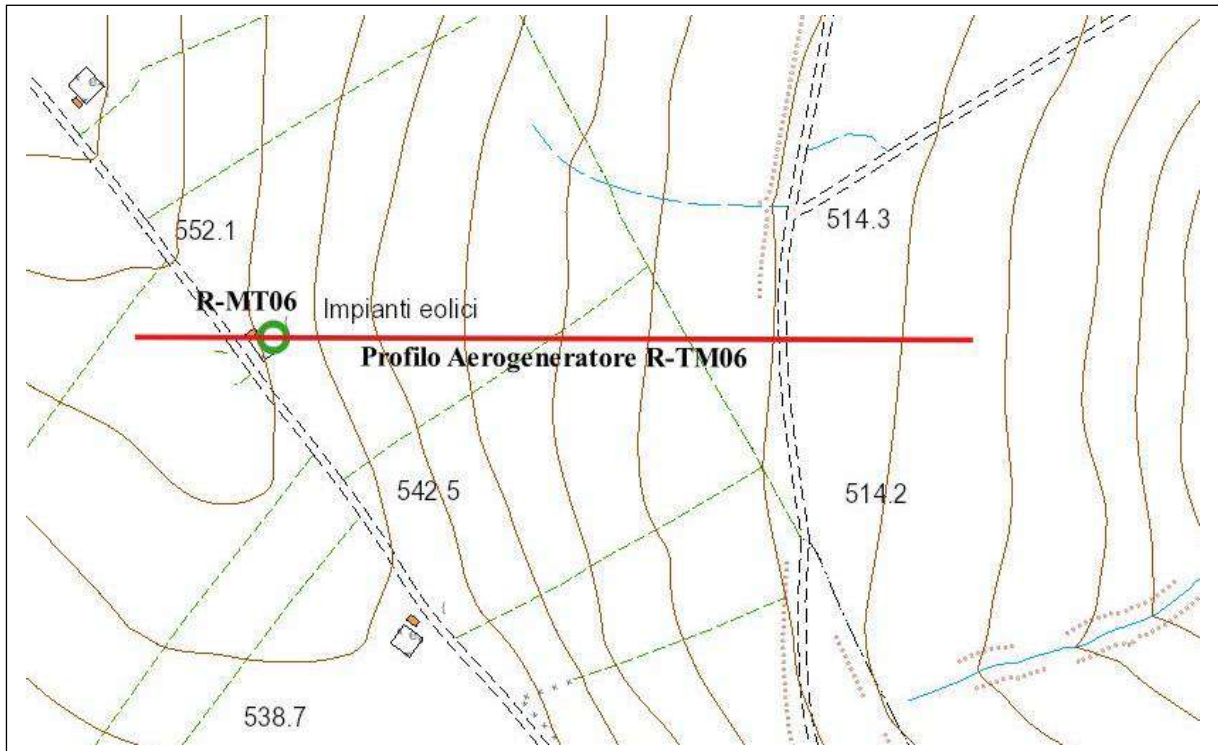 552.1
514.3
R-MT06
Impianti eolici
Profilo Aerogeneratore R-TM06
542.5
514.2
538.7